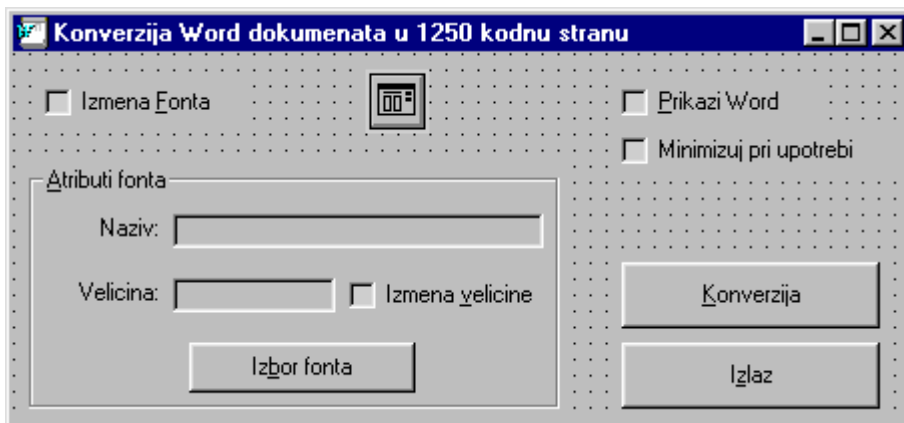 Konverzija Word dokumenata u 1250 kodnu stranu
Izmena Fonta
Prikazi Word
Minimizuj pri upotrebi
Atributi fonta
Naziv:
Velicina:
Izmena velicine
Izbor fonta
Konverzija
Izlaz